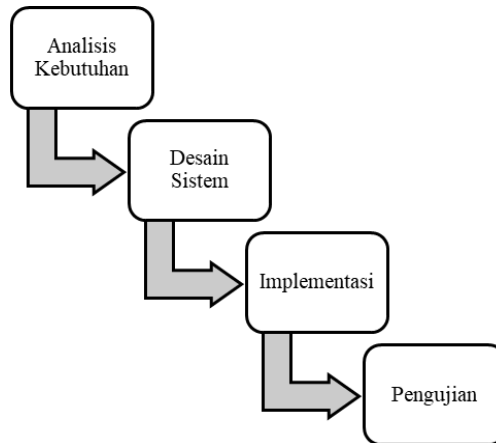 Analisis
Kebutuhan
Desain
Sistem
Implementasi
Pengujian